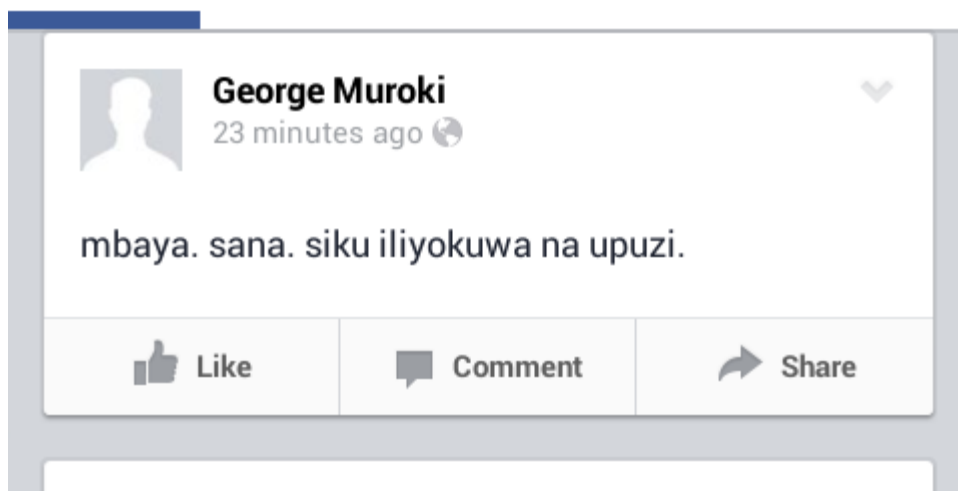 George Muroki
23 minutes ago
mbaya. sana. siku iliyokuwa na upuzi.
Like
Comment
Share